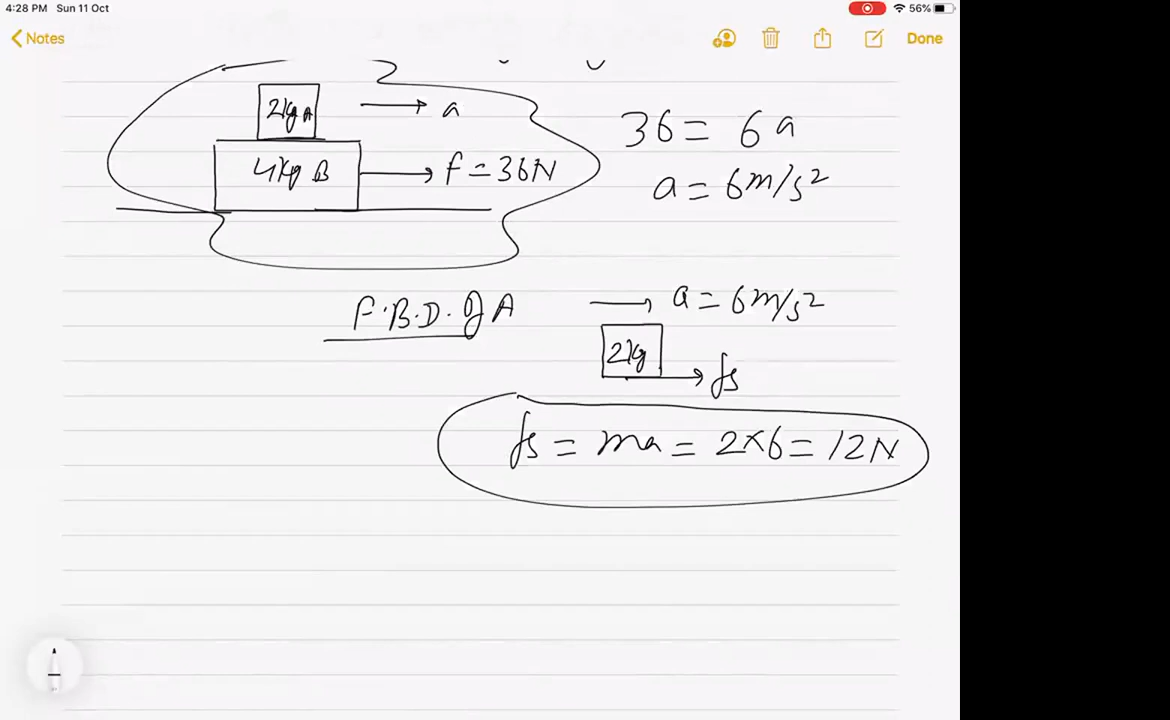 4:28 PM Sun 11 Oct
56%
Notes
Done
2kg A
→ a
4kg B
→ f = 36N
36 = 6a
a = 6m/s²
F.B.D. of A
→ a = 6m/s²
2kg
→ fs
fs = ma = 2×6 = 12N